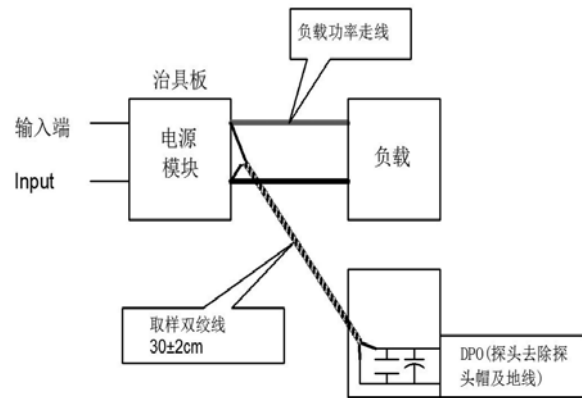 负载功率走线
治具板
输入端
电源
模块
负载
Input
取样双绞线
30±2cm
DPO(探头去除探
头帽及地线)